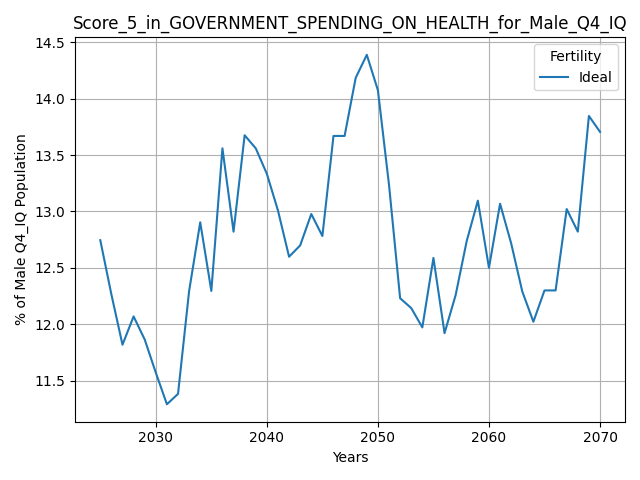 Score_5_in_GOVERNMENT_SPENDING_ON_HEALTH_for_Male_Q4_IQ
Fertility
Ideal
14.5
14.0
13.5
13.0
12.5
12.0
11.5
% of Male Q4_IQ Population
2030 2040 2050 2060 2070
Years